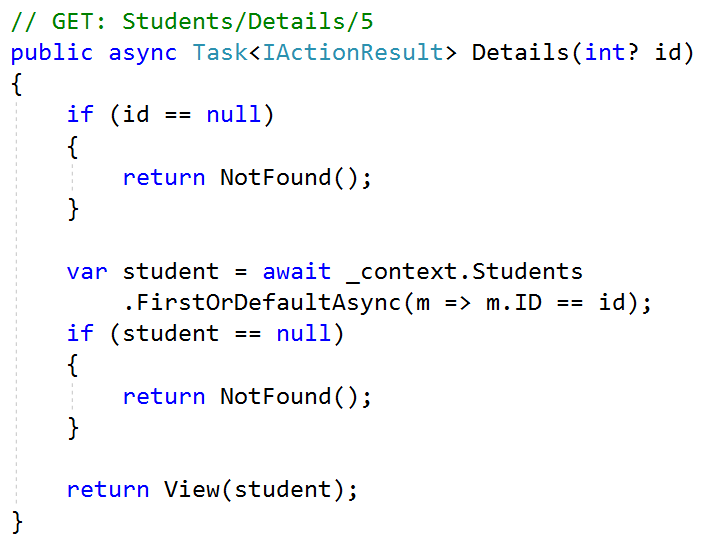 // GET: Students/Details/5
public async Task<IActionResult> Details(int? id)
{
    if (id == null)
    {
        return NotFound();
    }

    var student = await _context.Students
        .FirstOrDefaultAsync(m => m.ID == id);
    if (student == null)
    {
        return NotFound();
    }

    return View(student);
}